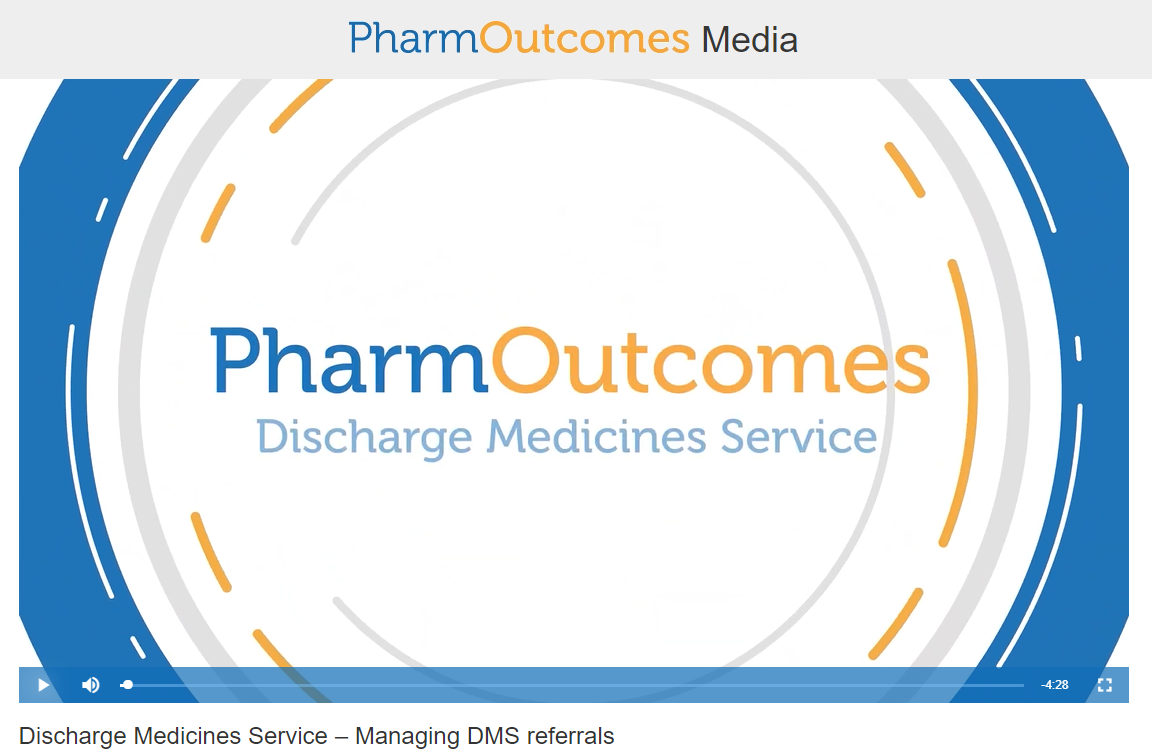 PharmOutcomes Media
PharmOutcomes
Discharge Medicines Service
-4:28
Discharge Medicines Service – Managing DMS referrals